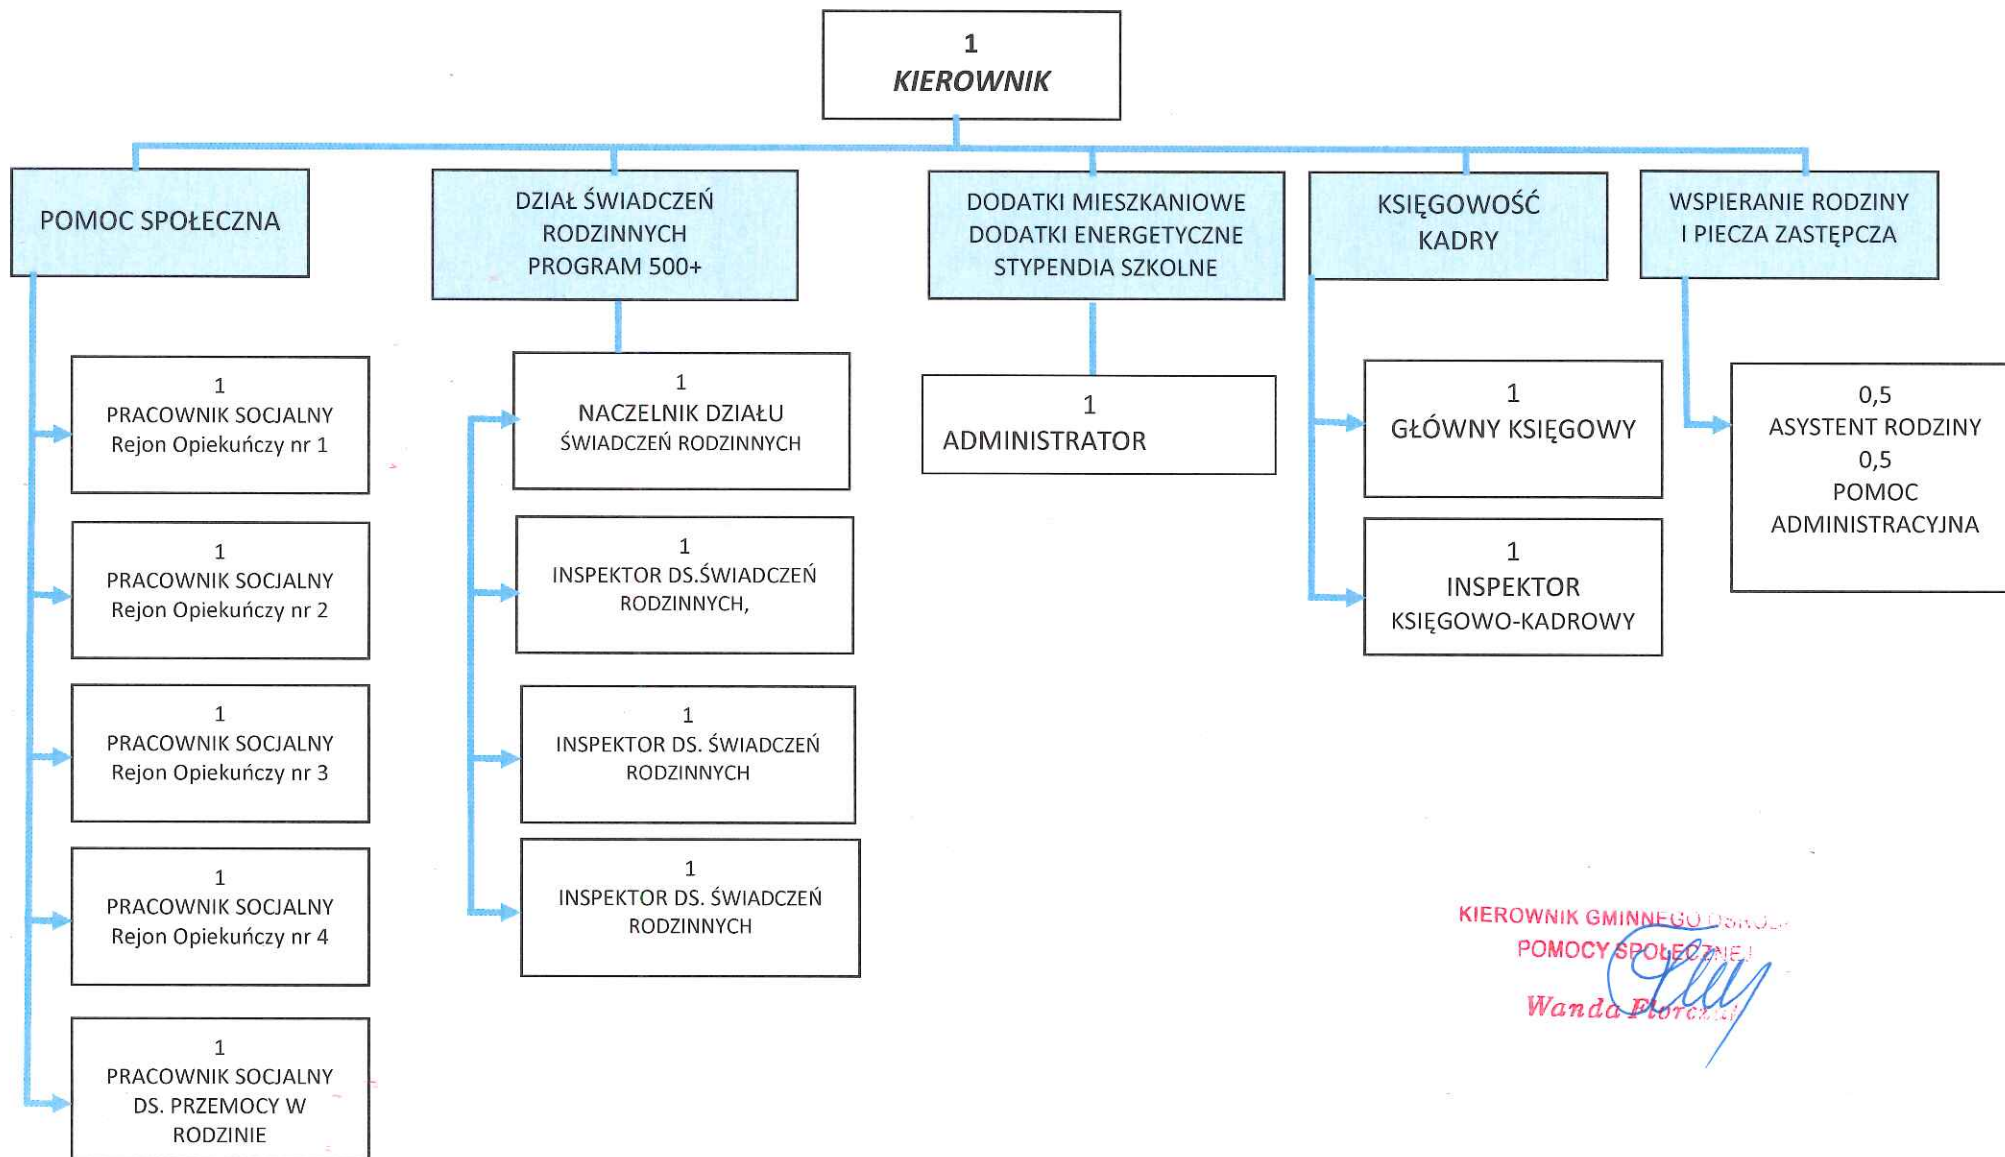 1
KIEROWNIK
POMOC SPOŁECZNA
DZIAŁ ŚWIADCZEŃ
RODZINNYCH
PROGRAM 500+
DODATKI MIESZKANIOWE
DODATKI ENERGETYCZNE
STYPENDIA SZKOLNE
KSIĘGOWOŚĆ
KADRY
WSPIERANIE RODZINY
I PIECZA ZASTĘPCZA
1
PRACOWNIK SOCJALNY
Rejon Opiekuńczy nr 1
1
PRACOWNIK SOCJALNY
Rejon Opiekuńczy nr 2
1
PRACOWNIK SOCJALNY
Rejon Opiekuńczy nr 3
1
PRACOWNIK SOCJALNY
Rejon Opiekuńczy nr 4
1
PRACOWNIK SOCJALNY
DS. PRZEMOCY W
RODZINIE
1
NACZELNIK DZIAŁU
ŚWIADCZEŃ RODZINNYCH
1
INSPEKTOR DS.ŚWIADCZEŃ
RODZINNYCH,
1
INSPEKTOR DS. ŚWIADCZEŃ
RODZINNYCH
1
INSPEKTOR DS. ŚWIADCZEŃ
RODZINNYCH
1
ADMINISTRATOR
1
GŁÓWNY KSIĘGOWY
1
INSPEKTOR
KSIĘGOWO-KADROWY
0,5
ASYSTENT RODZINY
0,5
POMOC
ADMINISTRACYJNA
KIEROWNIK GMINNEGO
POMOCY SPOŁECZNEJ
Wanda